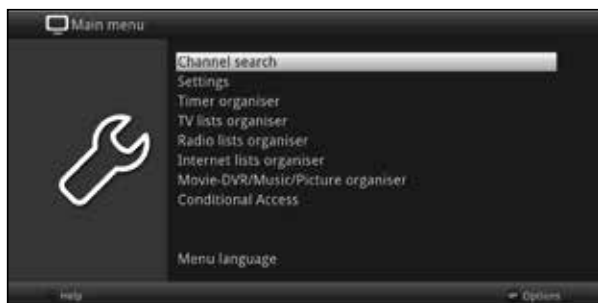 Main menu
Channel search
Settings
Timer organiser
TV lists organiser
Radio lists organiser
Internet lists organiser
Movie-DVR/Music/Picture organiser
Conditional Access
Menu language
Help
Options